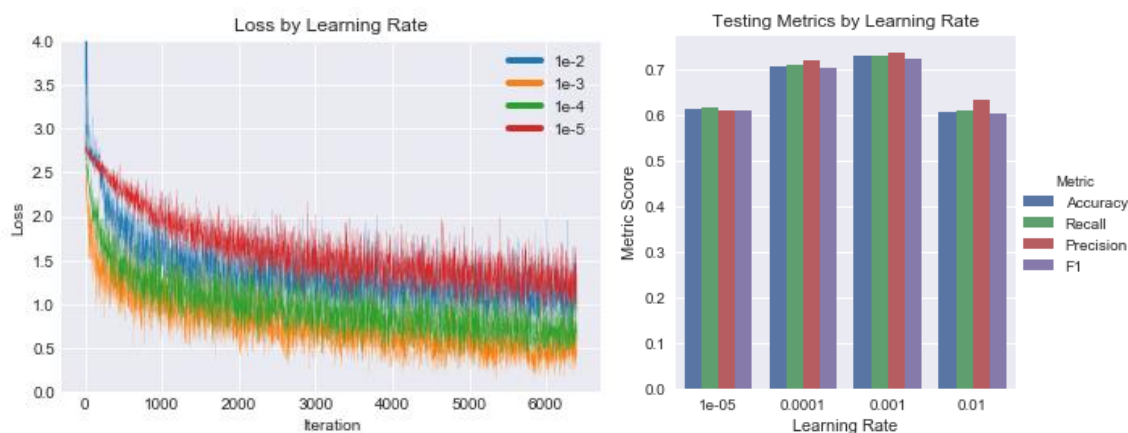 Loss by Learning Rate
4.0
3.5
3.0
2.5
2.0
1.5
1.0
0.5
0.0
Loss
1e-2
1e-3
1e-4
1e-5
0
1000
2000
3000
4000
5000
6000
Iteration
Testing Metrics by Learning Rate
0.7
0.6
0.5
0.4
0.3
0.2
0.1
0.0
Metric Score
1e-05
0.0001
0.001
0.01
Learning Rate
Metric
Accuracy
Recall
Precision
F1